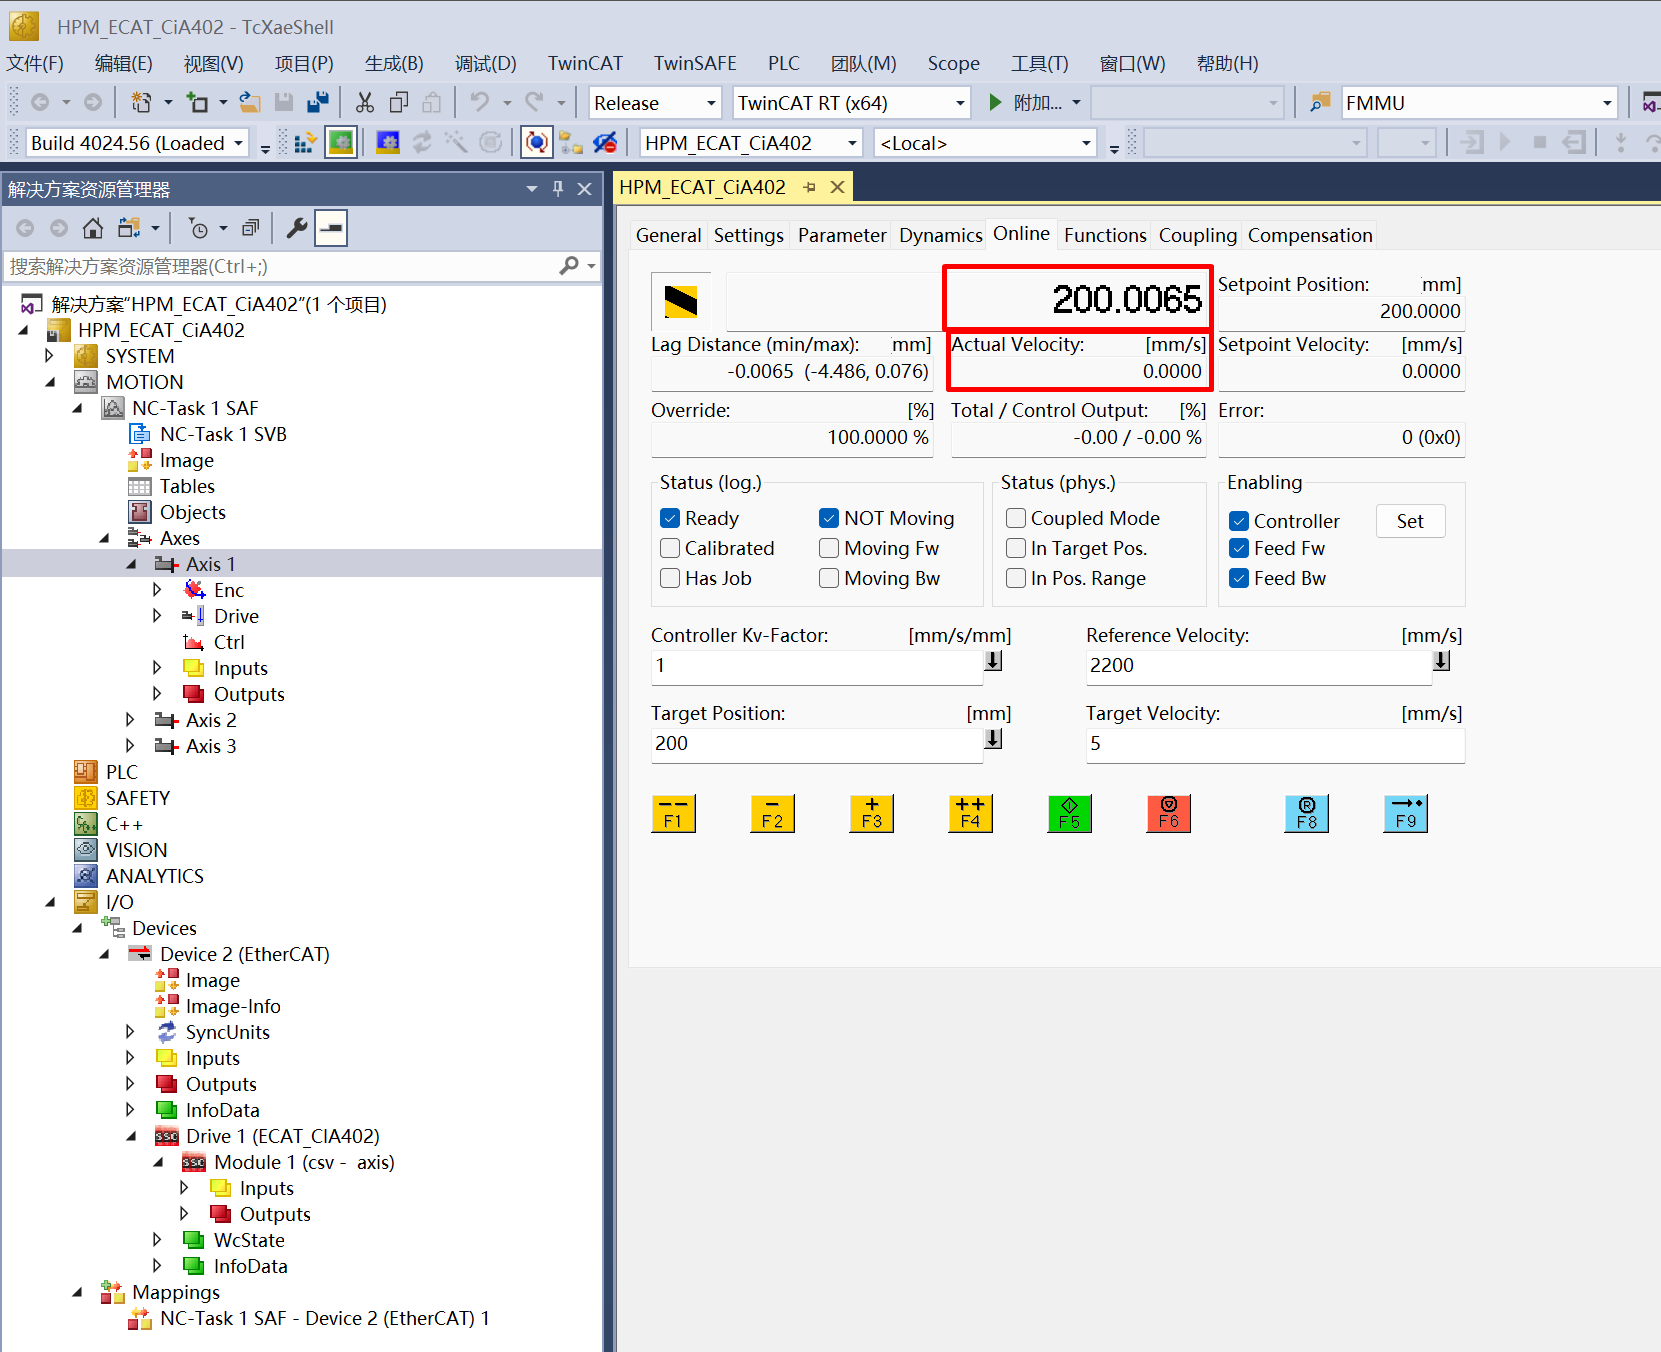 HPM_ECAT_CiA402 - TcXaeShell
文件(F) 编辑(E) 视图(V) 项目(P) 生成(B) 调试(D) TwinCAT TwinSAFE PLC 团队(M) Scope 工具(T) 窗口(W) 帮助(H)
Release TwinCAT RT (x64) 附加... FMMU
Build 4024.56 (Loaded HPM_ECAT_CiA402 <Local>
解决方案资源管理器
搜索解决方案资源管理器(Ctrl+;)
解决方案"HPM_ECAT_CiA402"(1 个项目)
HPM_ECAT_CiA402
SYSTEM
MOTION
NC-Task 1 SAF
NC-Task 1 SVB
Image
Tables
Objects
Axes
Axis 1
Enc
Drive
Ctrl
Inputs
Outputs
Axis 2
Axis 3
PLC
SAFETY
C++
VISION
ANALYTICS
I/O
Devices
Device 2 (EtherCAT)
Image
Image-Info
SyncUnits
Inputs
Outputs
InfoData
Drive 1 (ECAT_CIA402)
Module 1 (csv - axis)
Inputs
Outputs
WcState
InfoData
Mappings
NC-Task 1 SAF - Device 2 (EtherCAT) 1
HPM_ECAT_CiA402
General Settings Parameter Dynamics Online Functions Coupling Compensation
200.0065
Setpoint Position: mm]
200.0000
Lag Distance (min/max): mm] Actual Velocity: [mm/s] Setpoint Velocity: [mm/s]
-0.0065 (-4.486, 0.076) 0.0000 0.0000
Override: [%] Total / Control Output: [%] Error:
100.0000 % -0.00 / -0.00 % 0 (0x0)
Status (log.) Status (phys.) Enabling
Ready NOT Moving Coupled Mode Controller Set
Calibrated Moving Fw In Target Pos. Feed Fw
Has Job Moving Bw In Pos. Range Feed Bw
Controller Kv-Factor: [mm/s/mm] Reference Velocity: [mm/s]
1 2200
Target Position: [mm] Target Velocity: [mm/s]
200 5
-- - + ++ R
F1 F2 F3 F4 F5 F6 F8 F9